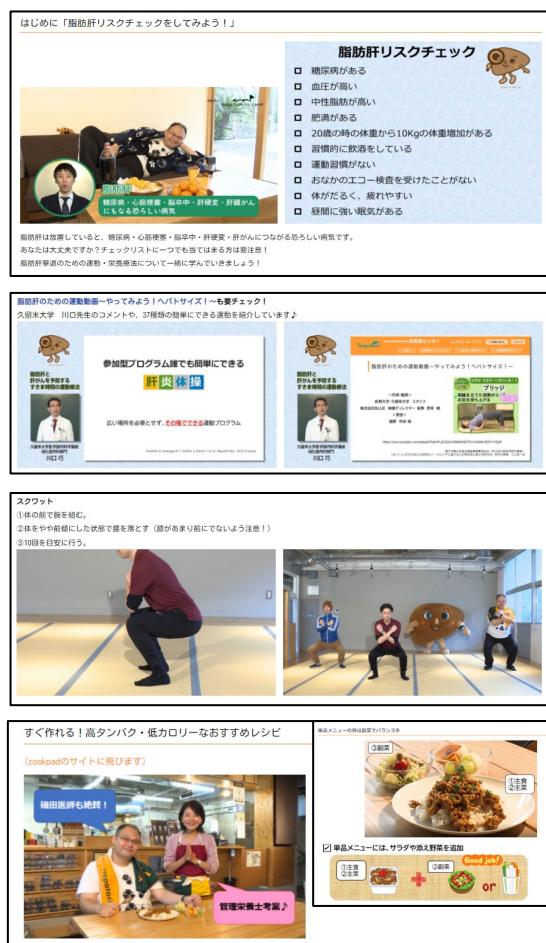 はじめに「脂肪肝リスクチェックをしてみよう！」
脂肪肝
糖尿病・心筋梗塞・脳卒中・肝硬変・肝臓がん
にもなる恐ろしい病気
脂肪肝リスクチェック
糖尿病がある
血圧が高い
中性脂肪が高い
肥満がある
20歳の時の体重から10Kgの体重増加がある
習慣的に飲酒をしている
運動習慣がない
おなかのエコー検査を受けたことがない
体がだるく、疲れやすい
昼間に強い眠気がある
脂肪肝は放置していると、糖尿病・心筋梗塞・脳卒中・肝硬変・肝がんにつながる恐ろしい病気です。
あなたは大丈夫ですか？チェックリストに一つでも当てはまる方は要注意！
脂肪肝撃退のための運動・栄養療法について一緒に学んでいきましょう！
脂肪肝のための運動動画～やってみよう！ヘパトサイズ！～も要チェック！
久留米大学　川口先生のコメントや、37種類の簡単にできる運動を紹介しています♪
脂肪肝と
肝がんを予防する
すきま時間の運動療法
川口 巧
参加型プログラム誰でも簡単にできる
肝炎体操
広い場所を必要とせず、その場でできる運動プログラム
脂肪肝と
肝がんを予防する
すきま時間の運動療法
川口 巧
脂肪肝のための運動動画～やってみよう！ヘパトサイズ！～
ブリッジ
スクワット
①体の前で腕を組む。
②体をやや前傾にした状態で腰を落とす（膝があまり前にでないよう注意！）
③10回を目安に行う。
すぐ作れる！高タンパク・低カロリーなおすすめレシピ
（cookpadのサイトに飛びます）
磯田医師も絶賛！
管理栄養士考案♪
単品メニューの時は副菜でバランスを
③副菜
①主食
②主菜
単品メニューには、サラダや添え野菜を追加
Good job!
①主食
②主菜
③副菜
or